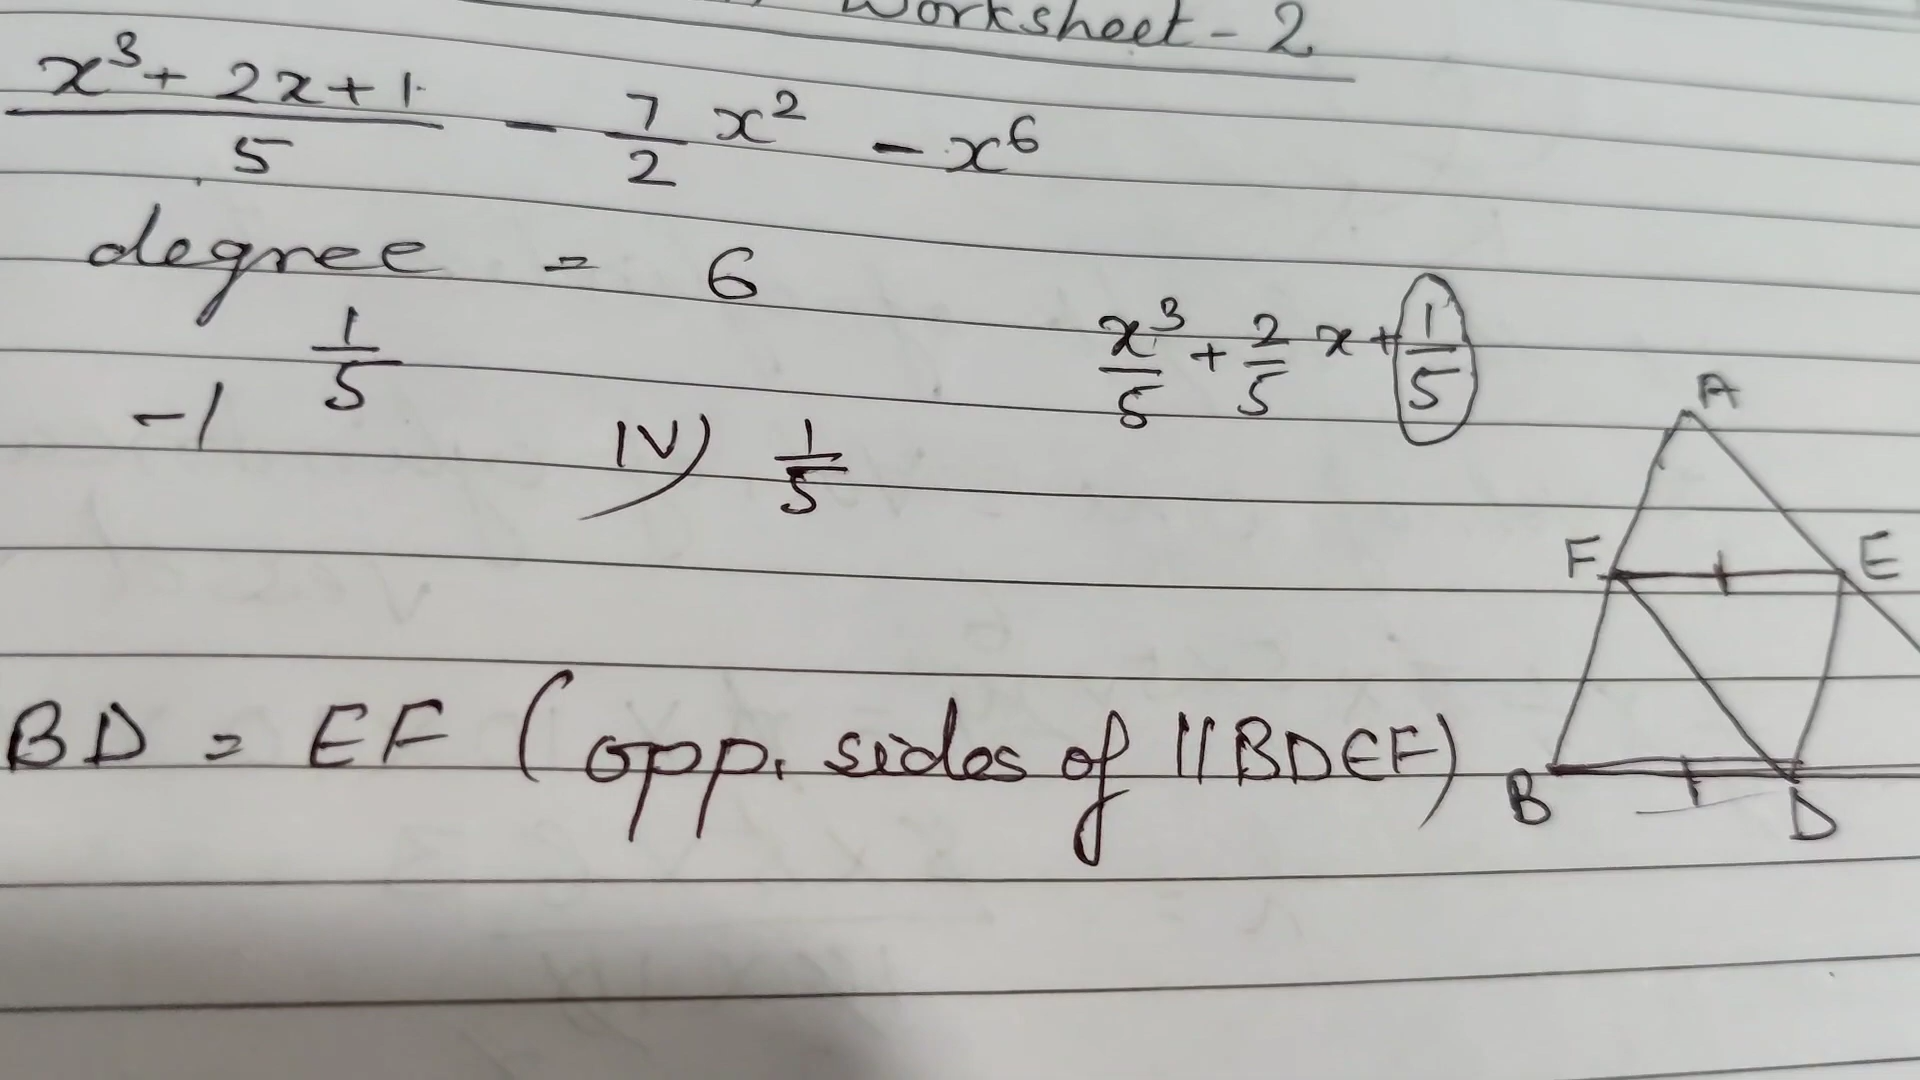 Worksheet - 2
x³ + 2x + 1 / 5 - 7/2 x² - x⁶
degree = 6
1/5
x³/5 + 2/5 x + 1/5
-1
IV) 1/5
A
F E
BD = EF (opp. sides of || BDEF)
B D